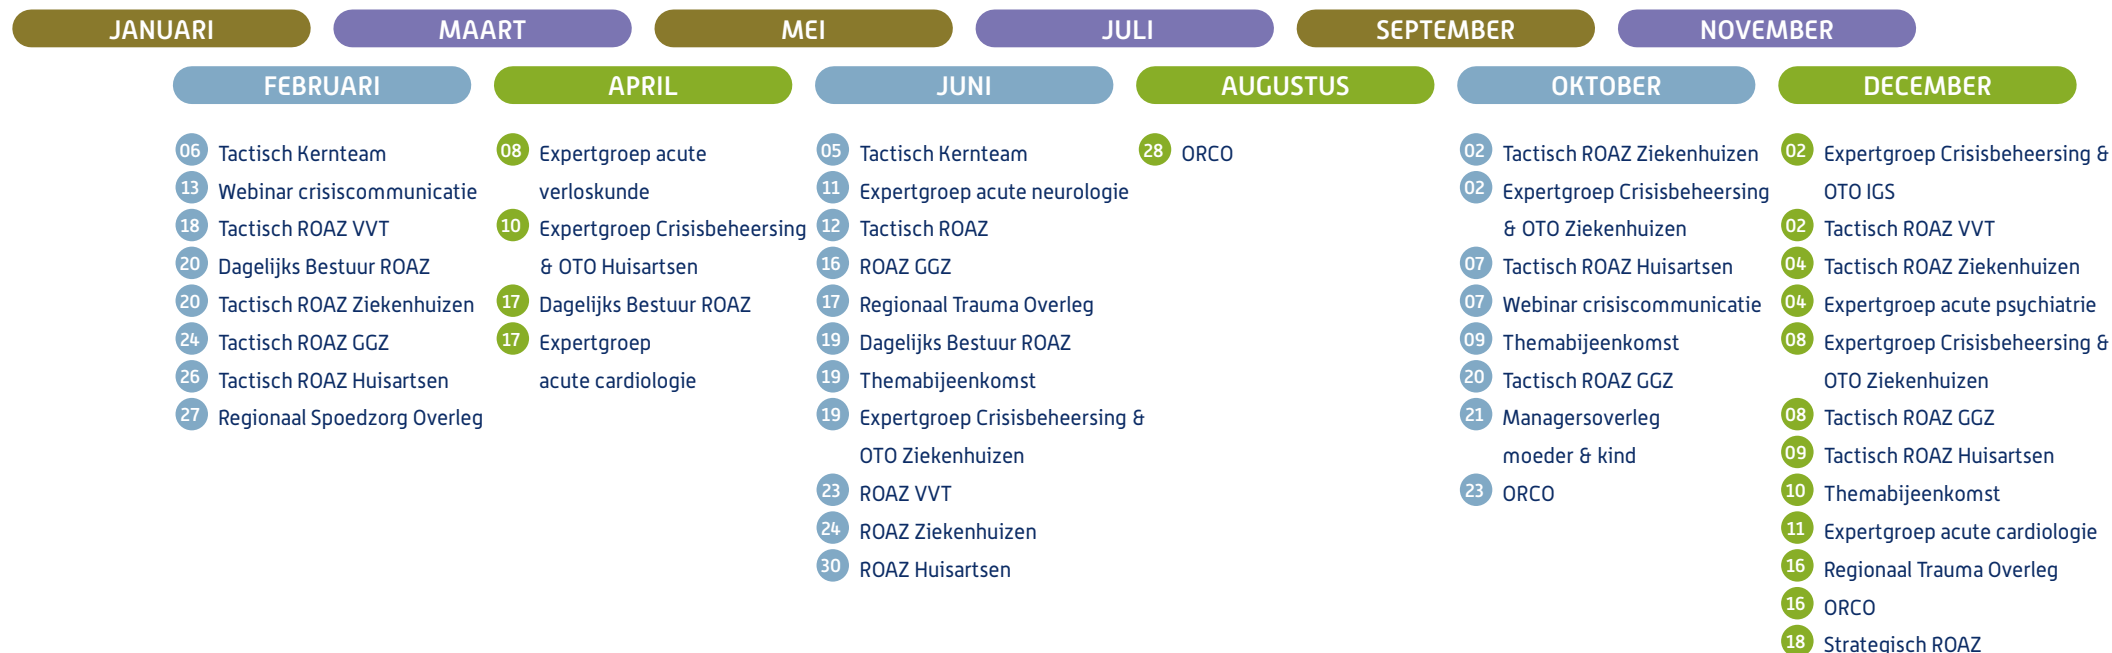 JANUARI
MAART
MEI
JULI
SEPTEMBER
NOVEMBER
FEBRUARI
APRIL
JUNI
AUGUSTUS
OKTOBER
DECEMBER
06 Tactisch Kernteam
13 Webinar crisiscommunicatie
18 Tactisch ROAZ VVT
20 Dagelijks Bestuur ROAZ
20 Tactisch ROAZ Ziekenhuizen
24 Tactisch ROAZ GGZ
26 Tactisch ROAZ Huisartsen
27 Regionaal Spoedzorg Overleg
08 Expertgroep acute
verloskunde
10 Expertgroep Crisisbeheersing
& OTO Huisartsen
17 Dagelijks Bestuur ROAZ
17 Expertgroep
acute cardiologie
05 Tactisch Kernteam
11 Expertgroep acute neurologie
12 Tactisch ROAZ
16 ROAZ GGZ
17 Regionaal Trauma Overleg
19 Dagelijks Bestuur ROAZ
19 Themabijeenkomst
19 Expertgroep Crisisbeheersing &
OTO Ziekenhuizen
23 ROAZ VVT
24 ROAZ Ziekenhuizen
30 ROAZ Huisartsen
28 ORCO
02 Tactisch ROAZ Ziekenhuizen
02 Expertgroep Crisisbeheersing
& OTO Ziekenhuizen
07 Tactisch ROAZ Huisartsen
07 Webinar crisiscommunicatie
09 Themabijeenkomst
20 Tactisch ROAZ GGZ
21 Managersoverleg
moeder & kind
23 ORCO
02 Expertgroep Crisisbeheersing &
OTO IGS
02 Tactisch ROAZ VVT
04 Tactisch ROAZ Ziekenhuizen
04 Expertgroep acute psychiatrie
08 Expertgroep Crisisbeheersing &
OTO Ziekenhuizen
08 Tactisch ROAZ GGZ
09 Tactisch ROAZ Huisartsen
10 Themabijeenkomst
11 Expertgroep acute cardiologie
16 Regionaal Trauma Overleg
16 ORCO
18 Strategisch ROAZ